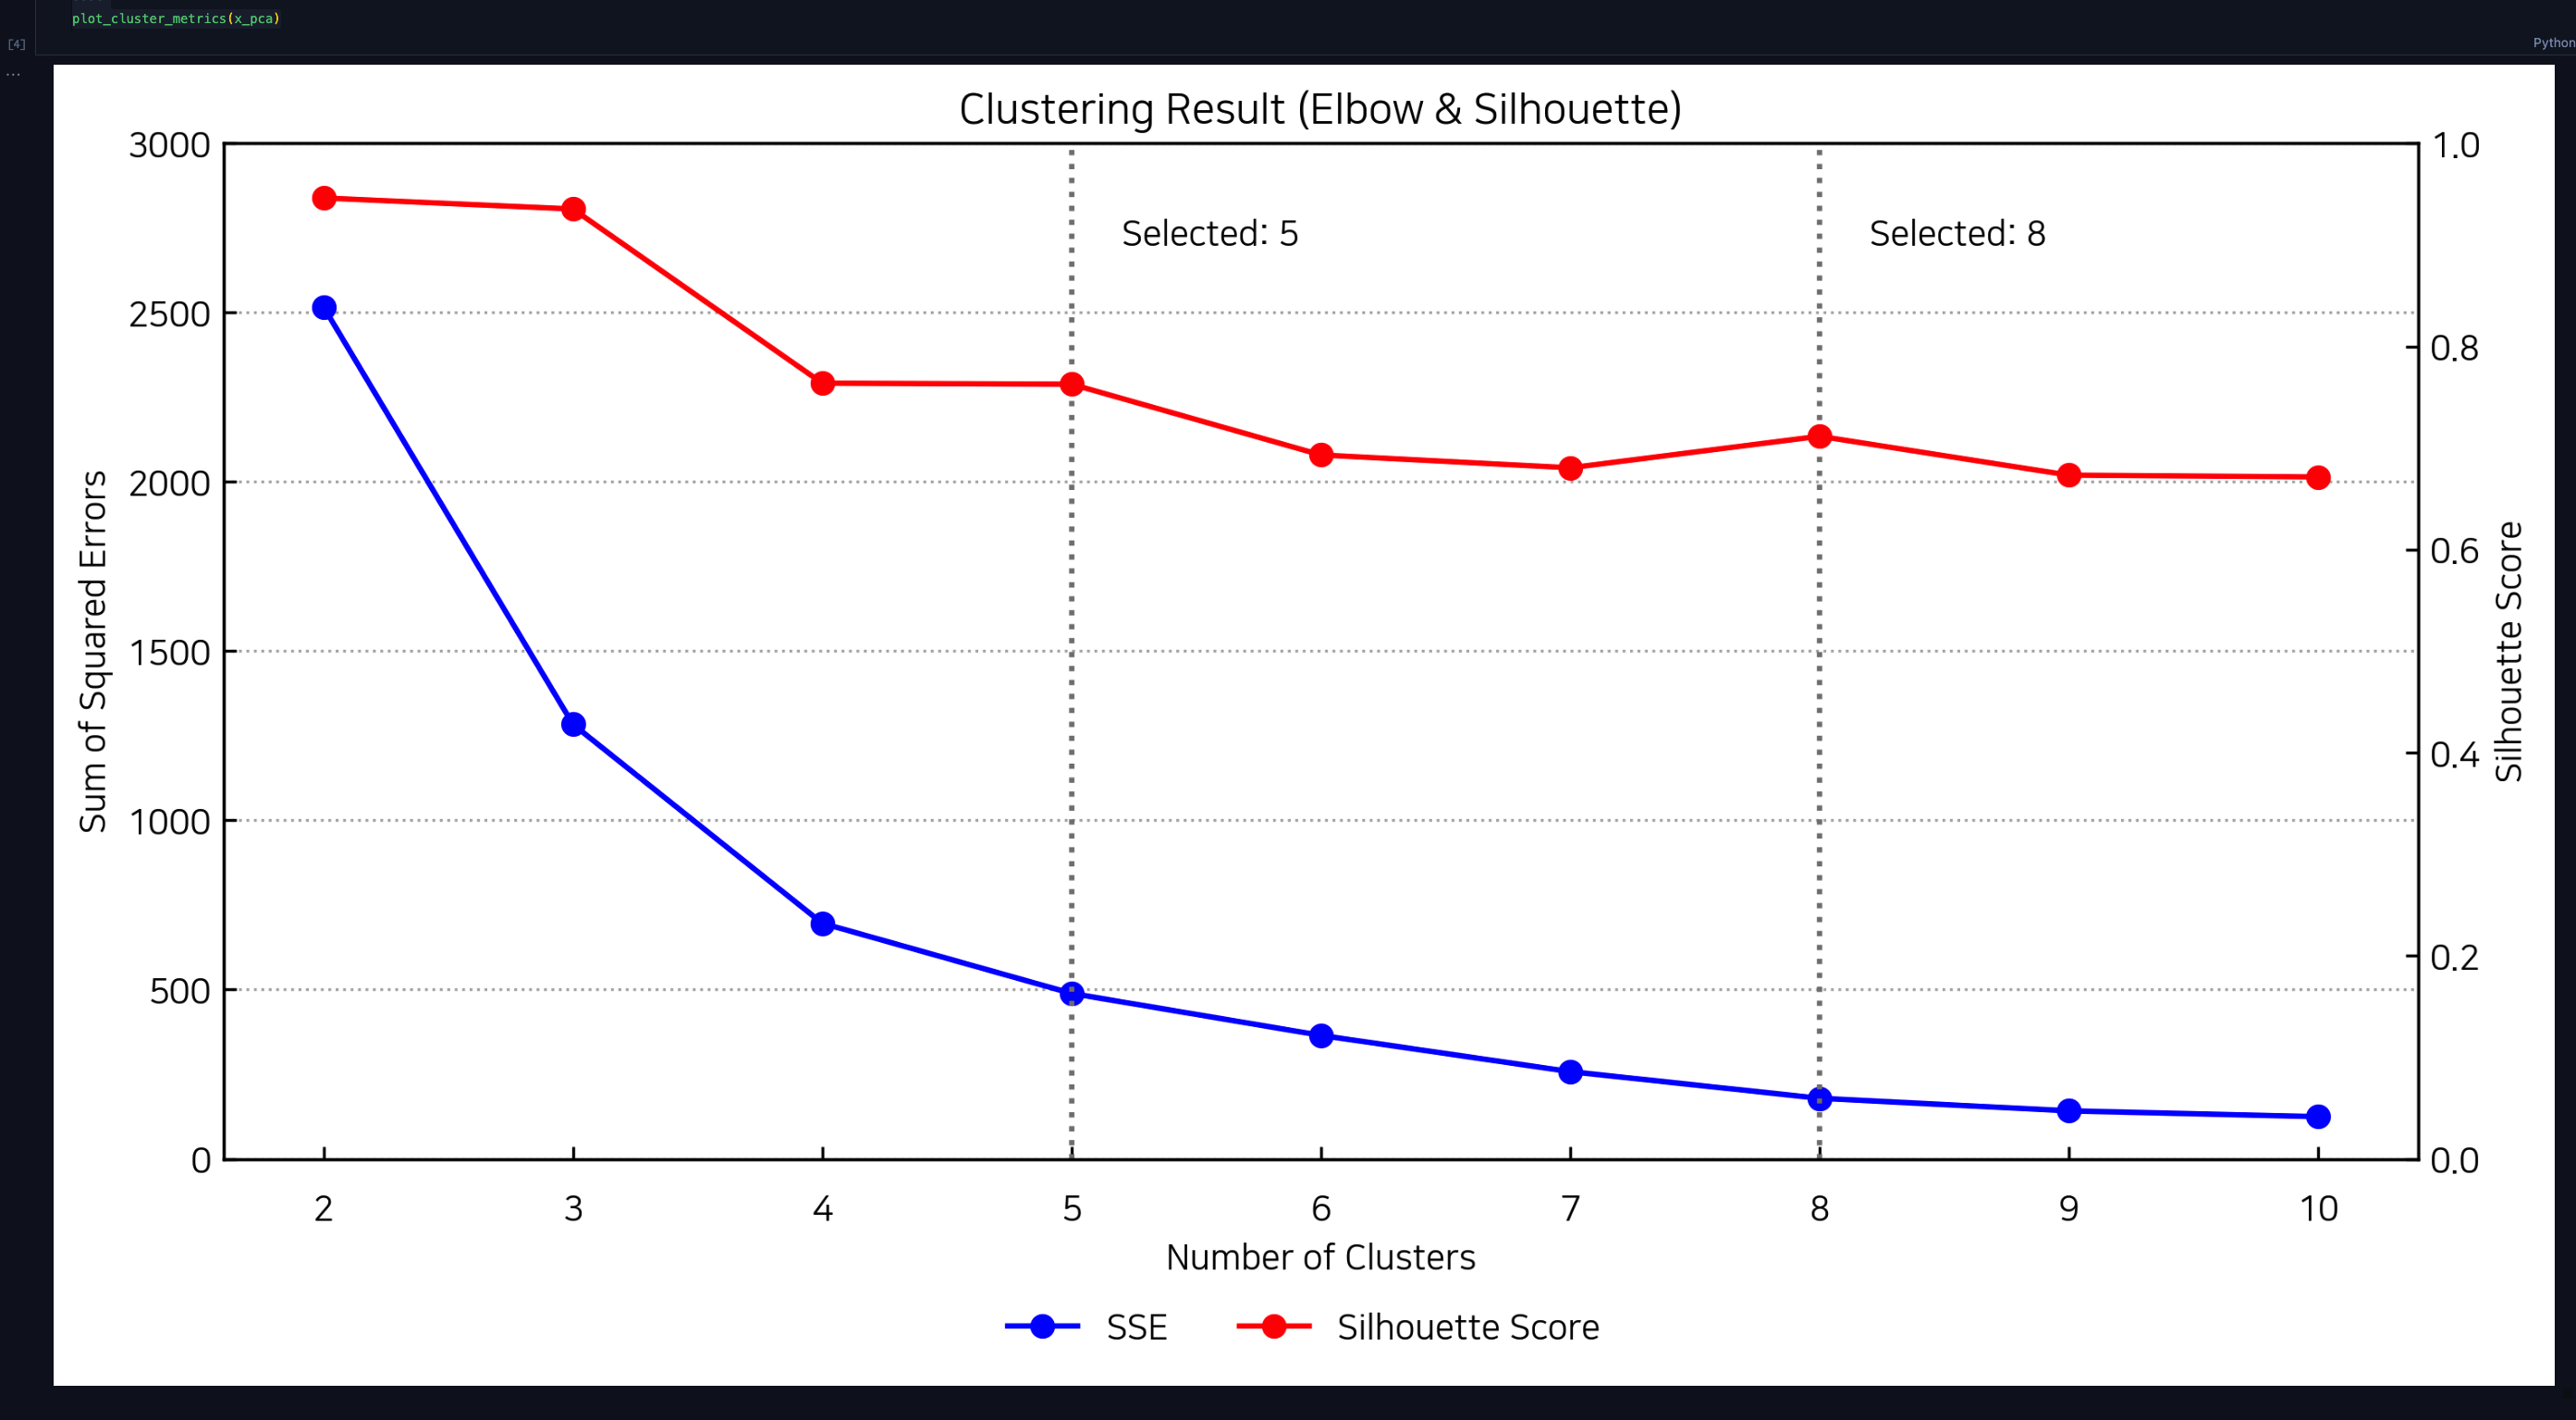 plot_cluster_metrics(x_pca)
[4]
Python
...
Clustering Result (Elbow & Silhouette)
3000
2500
2000
1500
1000
500
0
Sum of Squared Errors
Selected: 5
Selected: 8
1.0
0.8
0.6
0.4
0.2
0.0
Silhouette Score
2 3 4 5 6 7 8 9 10
Number of Clusters
SSE Silhouette Score